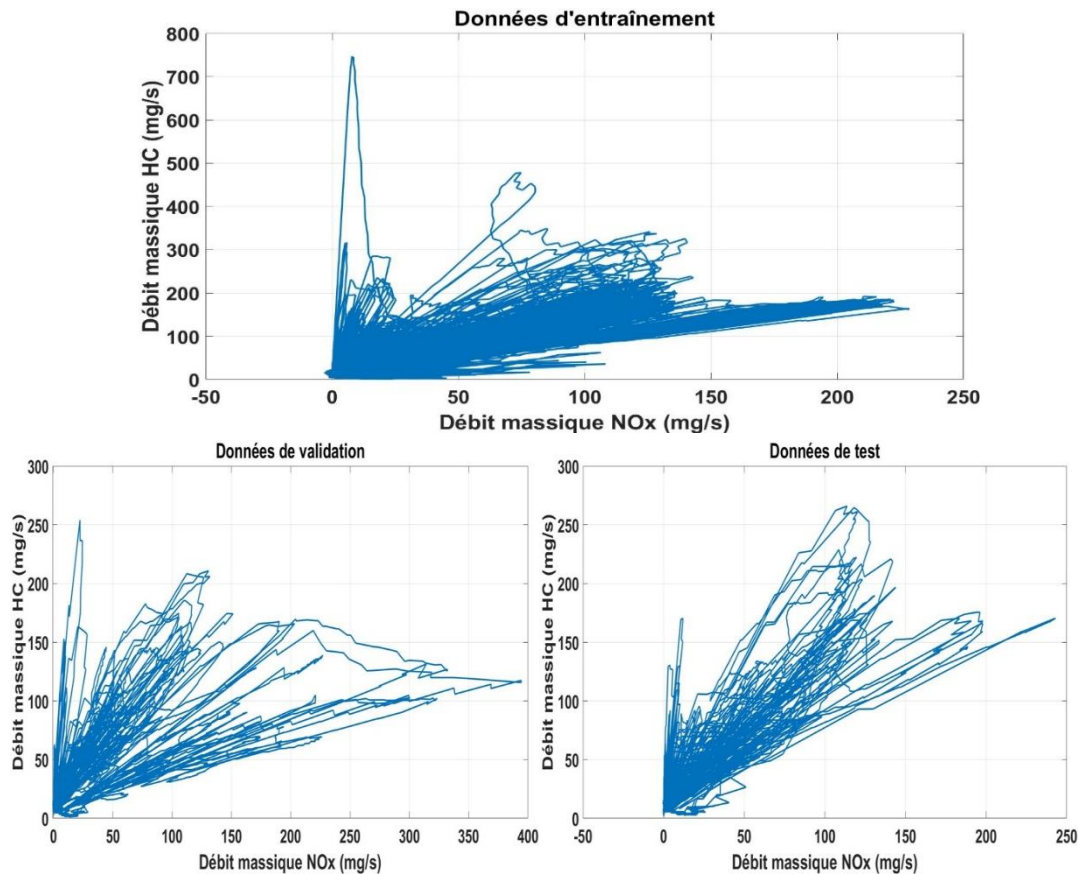 Données d'entraînement
800
700
600
500
400
300
200
100
0
Débit massique HC (mg/s)
-50 0 50 100 150 200 250
Débit massique NOx (mg/s)
Données de validation
300
250
200
150
100
50
0
Débit massique HC (mg/s)
0 50 100 150 200 250 300 350 400
Débit massique NOx (mg/s)
Données de test
300
250
200
150
100
50
0
Débit massique HC (mg/s)
-50 0 50 100 150 200 250
Débit massique NOx (mg/s)